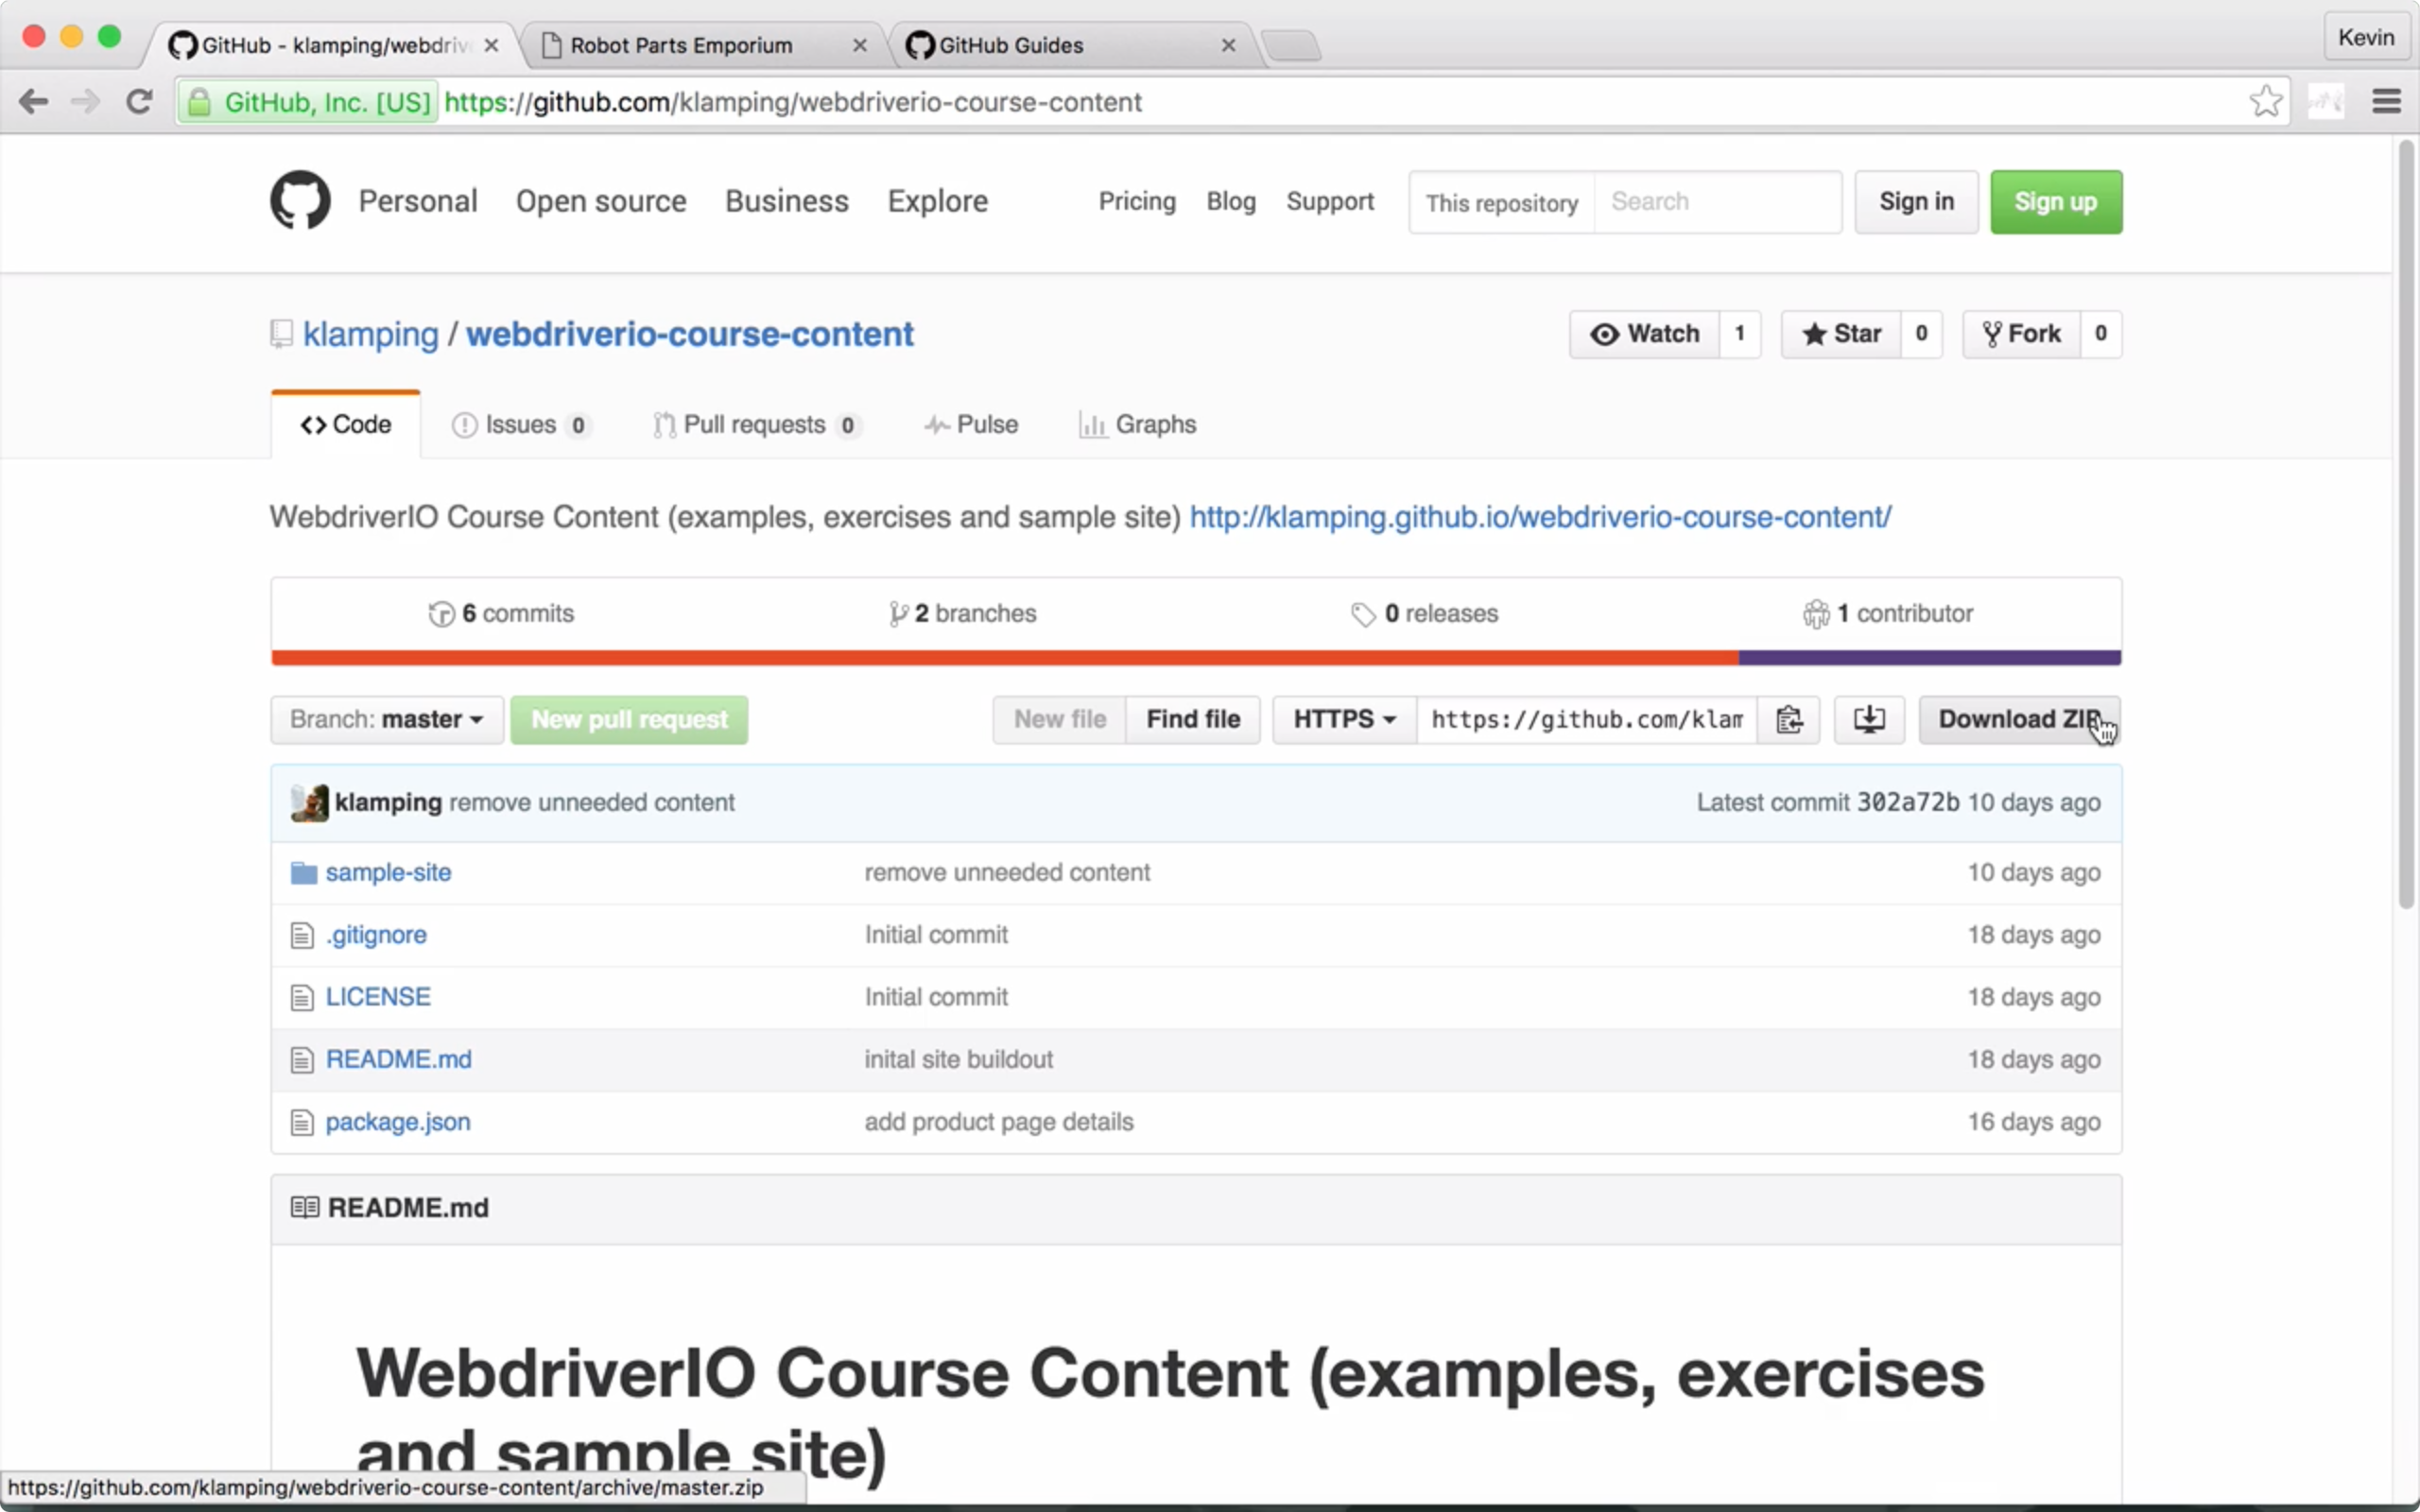 GitHub - klamping/webdriv
Robot Parts Emporium
GitHub Guides
Kevin
GitHub, Inc. [US] https://github.com/klamping/webdriverio-course-content
Personal Open source Business Explore Pricing Blog Support This repository Search Sign in Sign up
klamping / webdriverio-course-content
Watch 1 Star 0 Fork 0
Code Issues 0 Pull requests 0 Pulse Graphs
WebdriverIO Course Content (examples, exercises and sample site) http://klamping.github.io/webdriverio-course-content/
6 commits 2 branches 0 releases 1 contributor
Branch: master New pull request New file Find file HTTPS https://github.com/klam Download ZIP
klamping remove unneeded content Latest commit 302a72b 10 days ago
sample-site remove unneeded content 10 days ago
.gitignore Initial commit 18 days ago
LICENSE Initial commit 18 days ago
README.md inital site buildout 18 days ago
package.json add product page details 16 days ago
README.md
WebdriverIO Course Content (examples, exercises
and sample site)
https://github.com/klamping/webdriverio-course-content/archive/master.zip